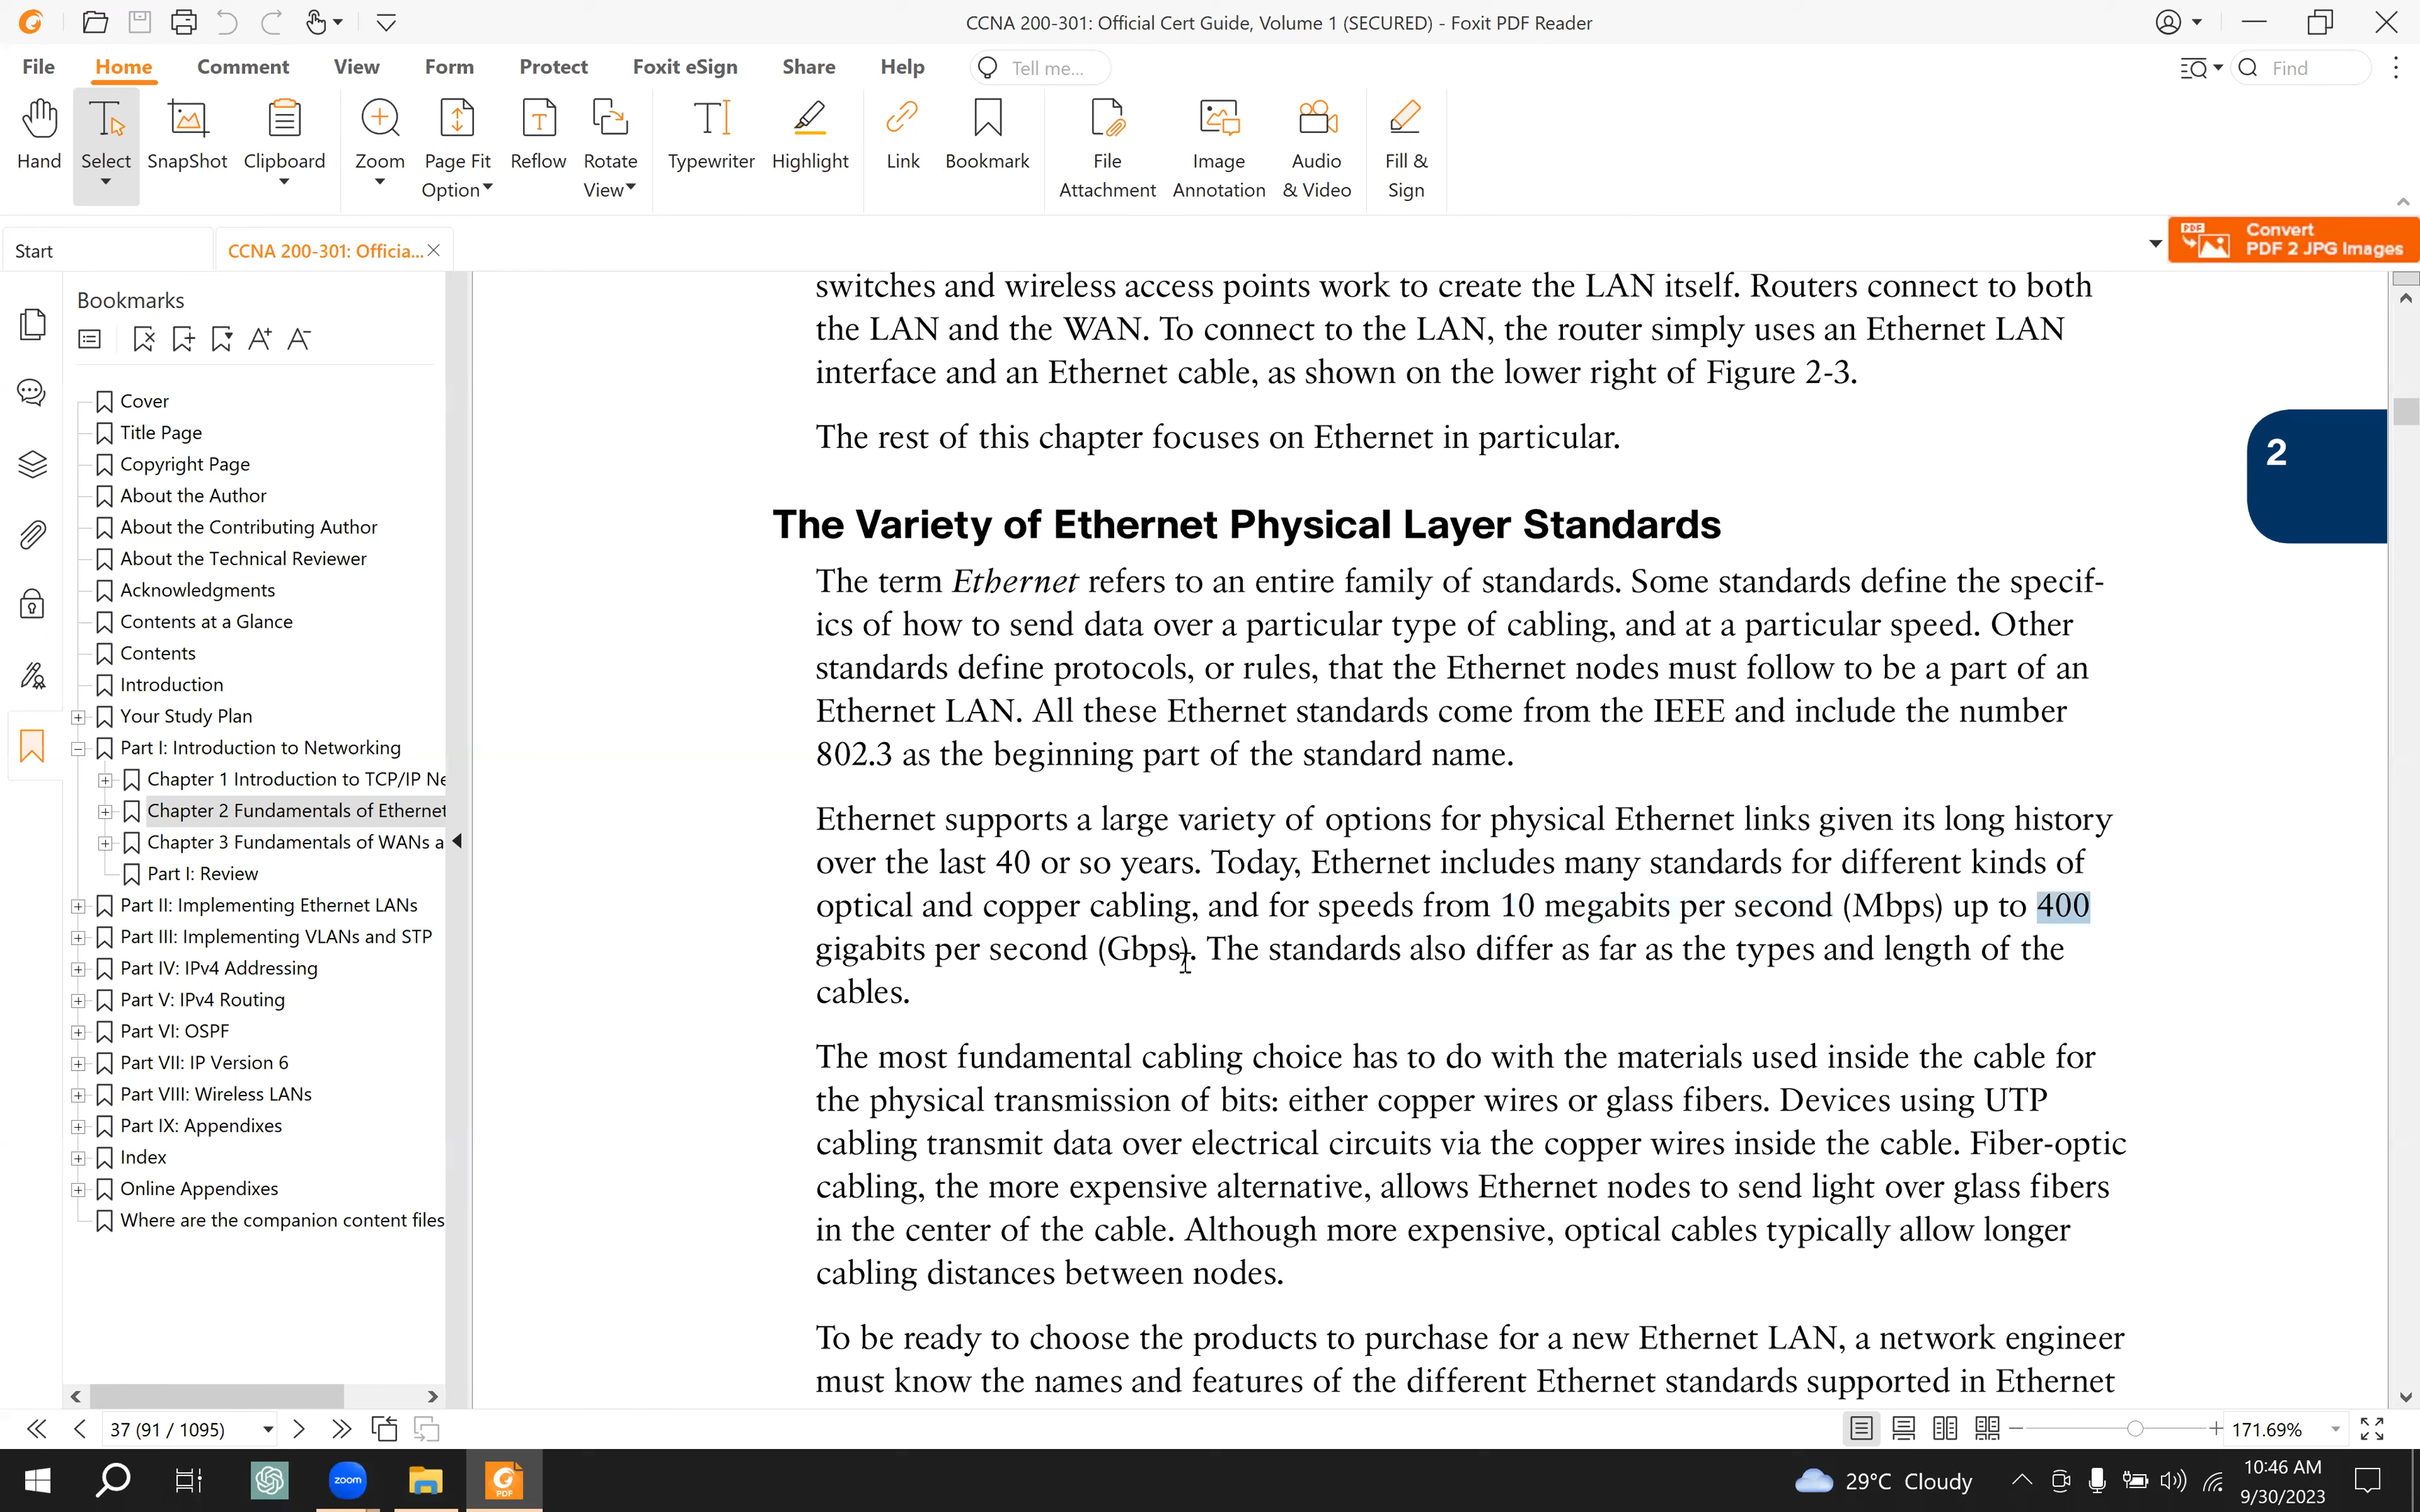 CCNA 200-301: Official Cert Guide, Volume 1 (SECURED) - Foxit PDF Reader
File Home Comment View Form Protect Foxit eSign Share Help Tell me... Find
Hand Select SnapShot Clipboard Zoom Page Fit Option Reflow Rotate View Typewriter Highlight Link Bookmark File Attachment Image Annotation Audio & Video Fill & Sign
Start
CCNA 200-301: Officia...
PDF
Convert
PDF 2 JPG Images
Bookmarks
Cover
Title Page
Copyright Page
About the Author
About the Contributing Author
About the Technical Reviewer
Acknowledgments
Contents at a Glance
Contents
Introduction
Your Study Plan
Part I: Introduction to Networking
Chapter 1 Introduction to TCP/IP Ne
Chapter 2 Fundamentals of Ethernet
Chapter 3 Fundamentals of WANs a
Part I: Review
Part II: Implementing Ethernet LANs
Part III: Implementing VLANs and STP
Part IV: IPv4 Addressing
Part V: IPv4 Routing
Part VI: OSPF
Part VII: IP Version 6
Part VIII: Wireless LANs
Part IX: Appendixes
Index
Online Appendixes
Where are the companion content files
switches and wireless access points work to create the LAN itself. Routers connect to both
the LAN and the WAN. To connect to the LAN, the router simply uses an Ethernet LAN
interface and an Ethernet cable, as shown on the lower right of Figure 2-3.
The rest of this chapter focuses on Ethernet in particular.
2
The Variety of Ethernet Physical Layer Standards
The term Ethernet refers to an entire family of standards. Some standards define the specif-
ics of how to send data over a particular type of cabling, and at a particular speed. Other
standards define protocols, or rules, that the Ethernet nodes must follow to be a part of an
Ethernet LAN. All these Ethernet standards come from the IEEE and include the number
802.3 as the beginning part of the standard name.
Ethernet supports a large variety of options for physical Ethernet links given its long history
over the last 40 or so years. Today, Ethernet includes many standards for different kinds of
optical and copper cabling, and for speeds from 10 megabits per second (Mbps) up to 400
gigabits per second (Gbps). The standards also differ as far as the types and length of the
cables.
The most fundamental cabling choice has to do with the materials used inside the cable for
the physical transmission of bits: either copper wires or glass fibers. Devices using UTP
cabling transmit data over electrical circuits via the copper wires inside the cable. Fiber-optic
cabling, the more expensive alternative, allows Ethernet nodes to send light over glass fibers
in the center of the cable. Although more expensive, optical cables typically allow longer
cabling distances between nodes.
To be ready to choose the products to purchase for a new Ethernet LAN, a network engineer
must know the names and features of the different Ethernet standards supported in Ethernet
37 (91 / 1095)
171.69%
zoom
PDF
29°C Cloudy
10:46 AM
9/30/2023